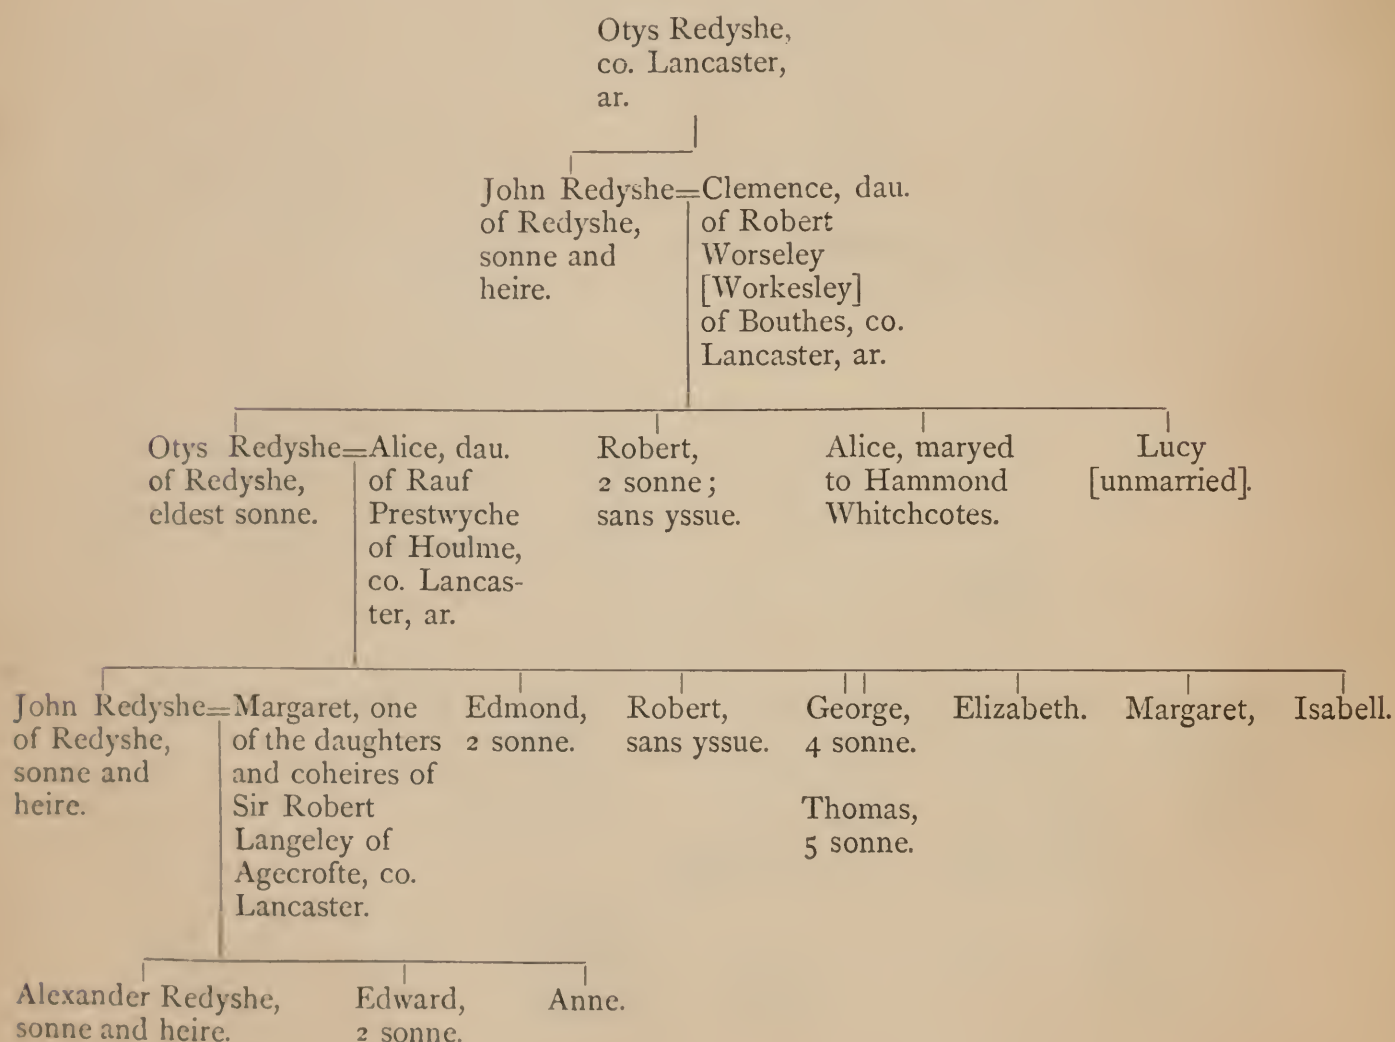 Otys Redyshe,
co. Lancaster,
ar.
John Redyshe=Clemence, dau.
of Redyshe,
sonne and
heire.
of Robert
Worseley
[Workesley]
of Bouthes, co.
Lancaster, ar.
Otys Redyshe=Alice, dau.
of Redyshe,
eldest sonne.
of Rauf
Prestwyche
of Houlme,
co. Lancas-
ter, ar.
Robert,
2 sonne;
sans yssue.
Alice, maryed
to Hammond
Whitchcotes.
Lucy
[unmarried].
John Redyshe=Margaret, one
of Redyshe,
sonne and
heire.
of the daughters
and coheires of
Sir Robert
Langeley of
Agecrofte, co.
Lancaster.
Edmond,
2 sonne.
Robert,
sans yssue.
George,
4 sonne.
Thomas,
5 sonne.
Elizabeth.
Margaret,
Isabell.
Alexander Redyshe,
sonne and heire.
Edward,
2 sonne.
Anne.